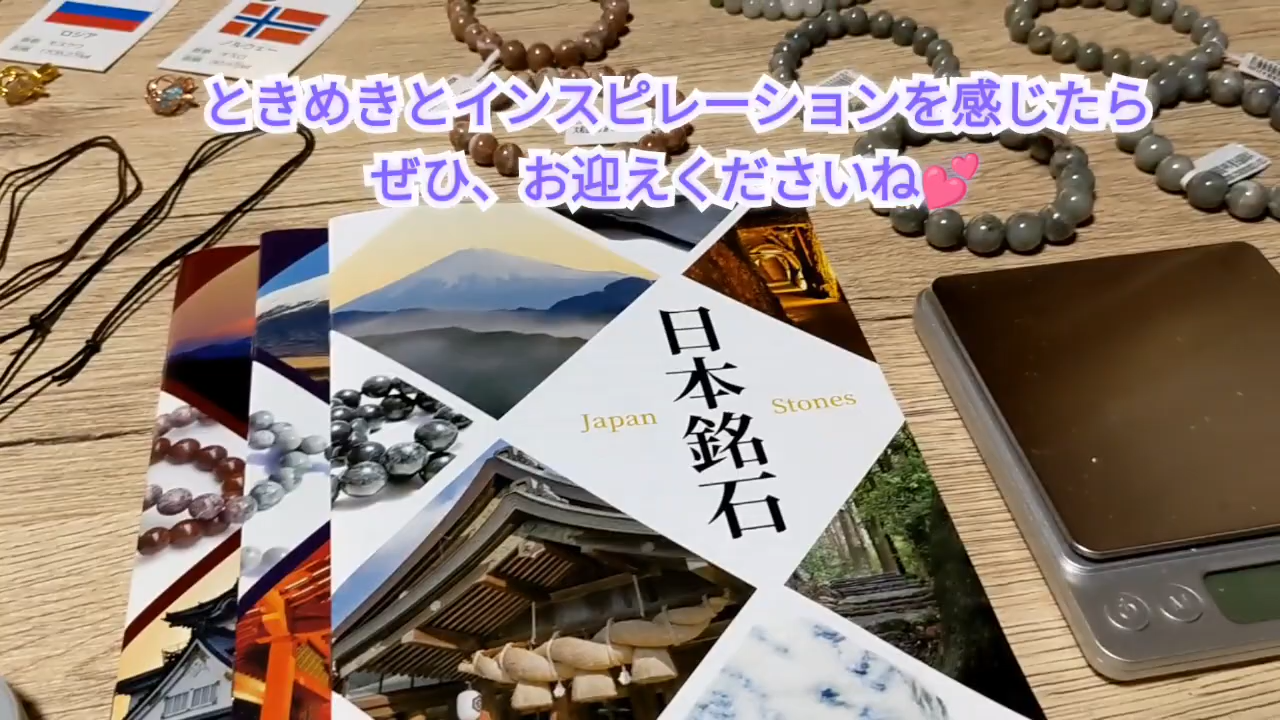 ロシア
ノルウェー
ときめきとインスピレーションを感じたら
ぜひ、お迎えくださいね💕
日本銘石
Japan Stones